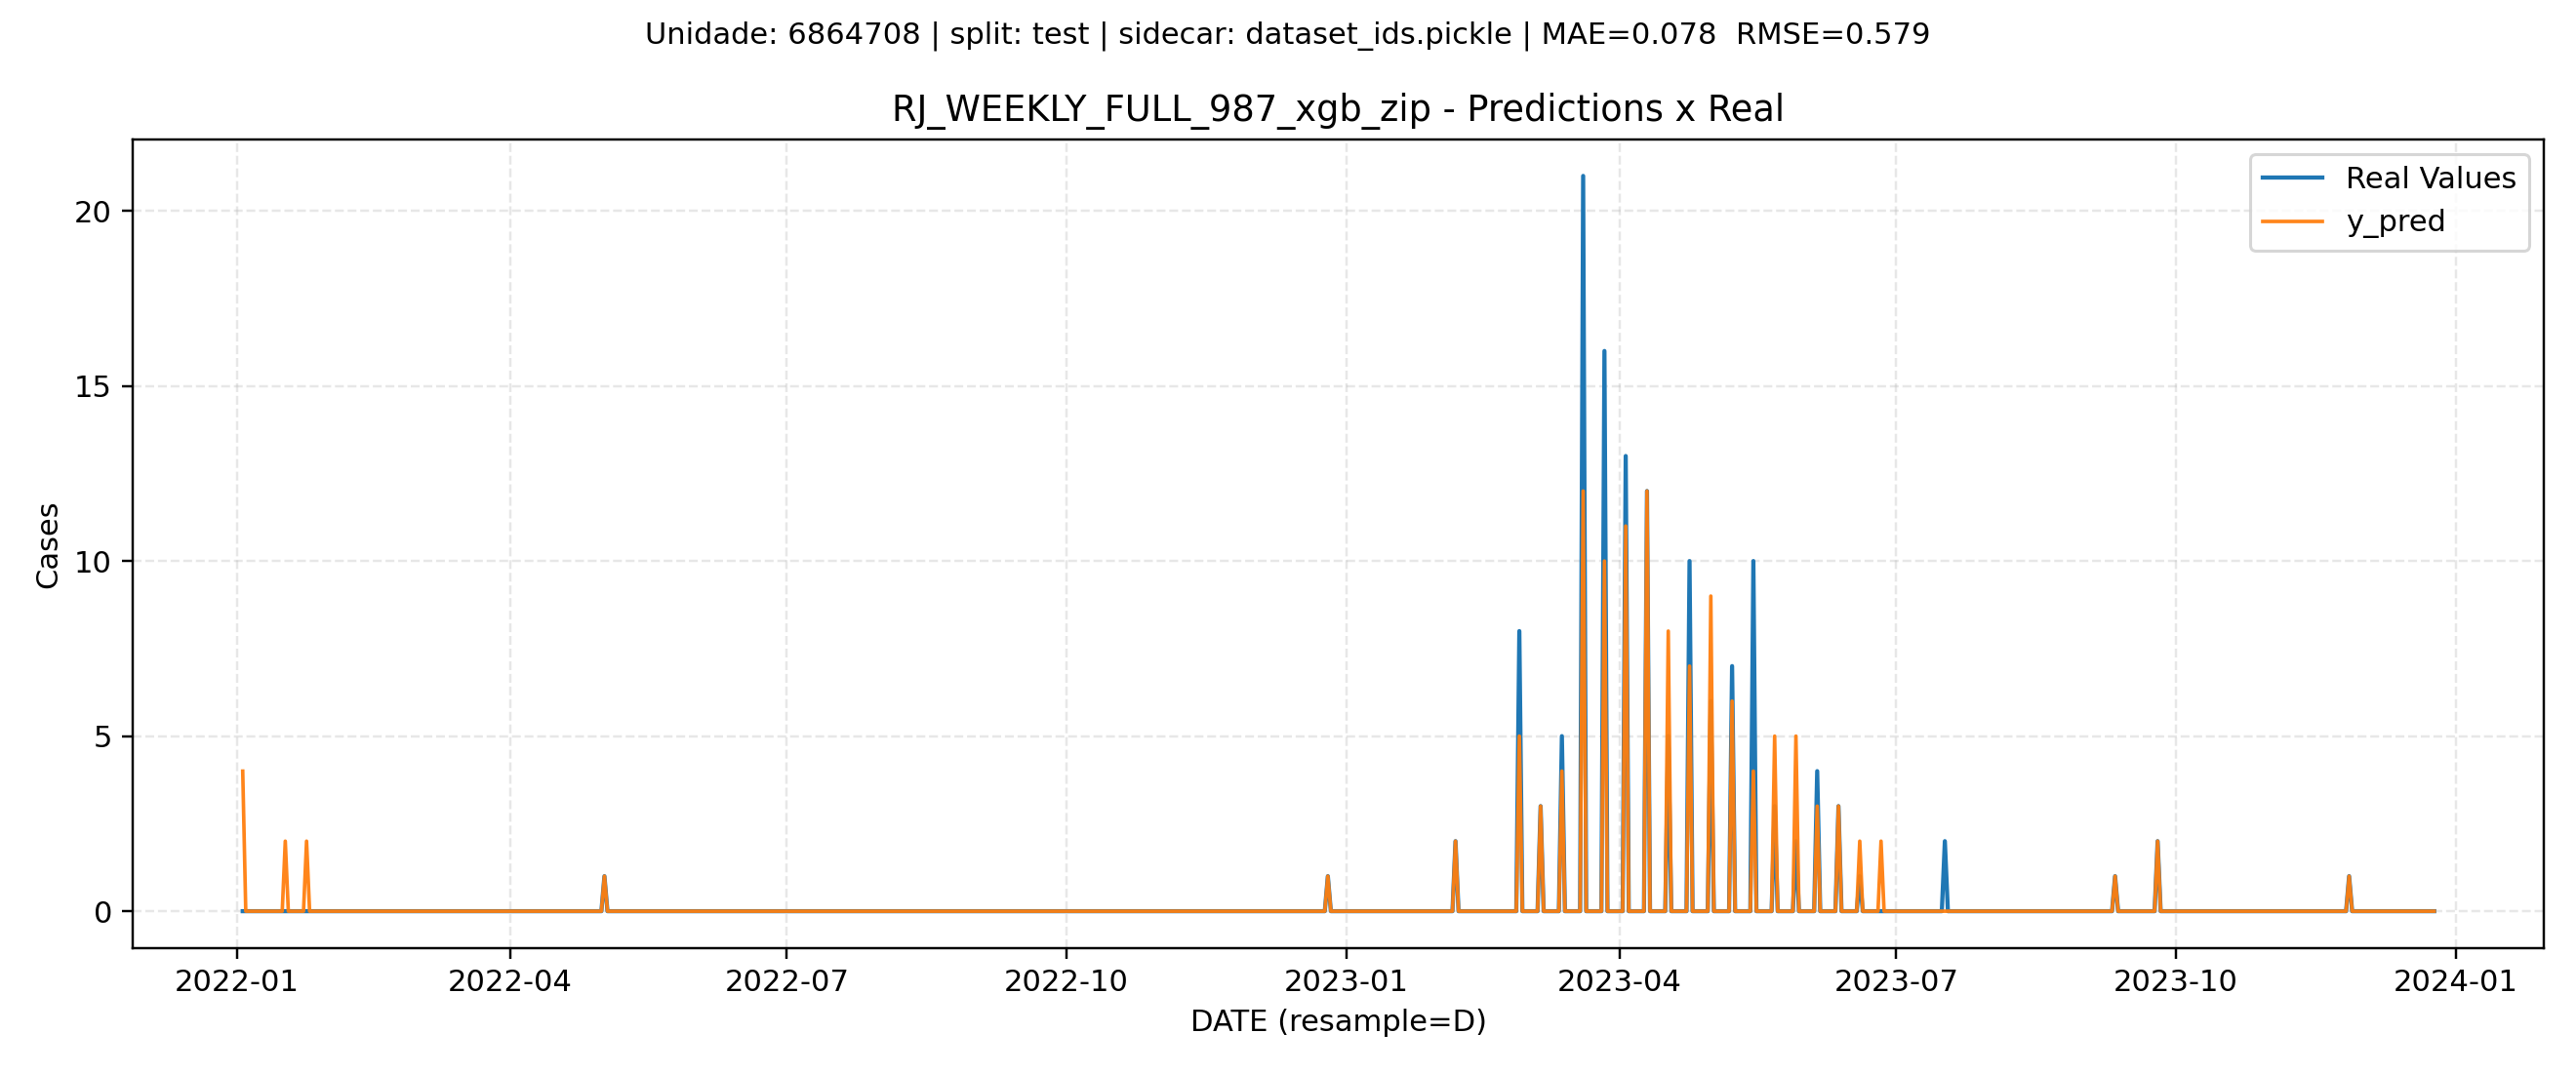 Unidade: 6864708 | split: test | sidecar: dataset_ids.pickle | MAE=0.078  RMSE=0.579
RJ_WEEKLY_FULL_987_xgb_zip - Predictions x Real
Real Values
y_pred
20
15
10
5
0
Cases
2022-01 2022-04 2022-07 2022-10 2023-01 2023-04 2023-07 2023-10 2024-01
DATE (resample=D)